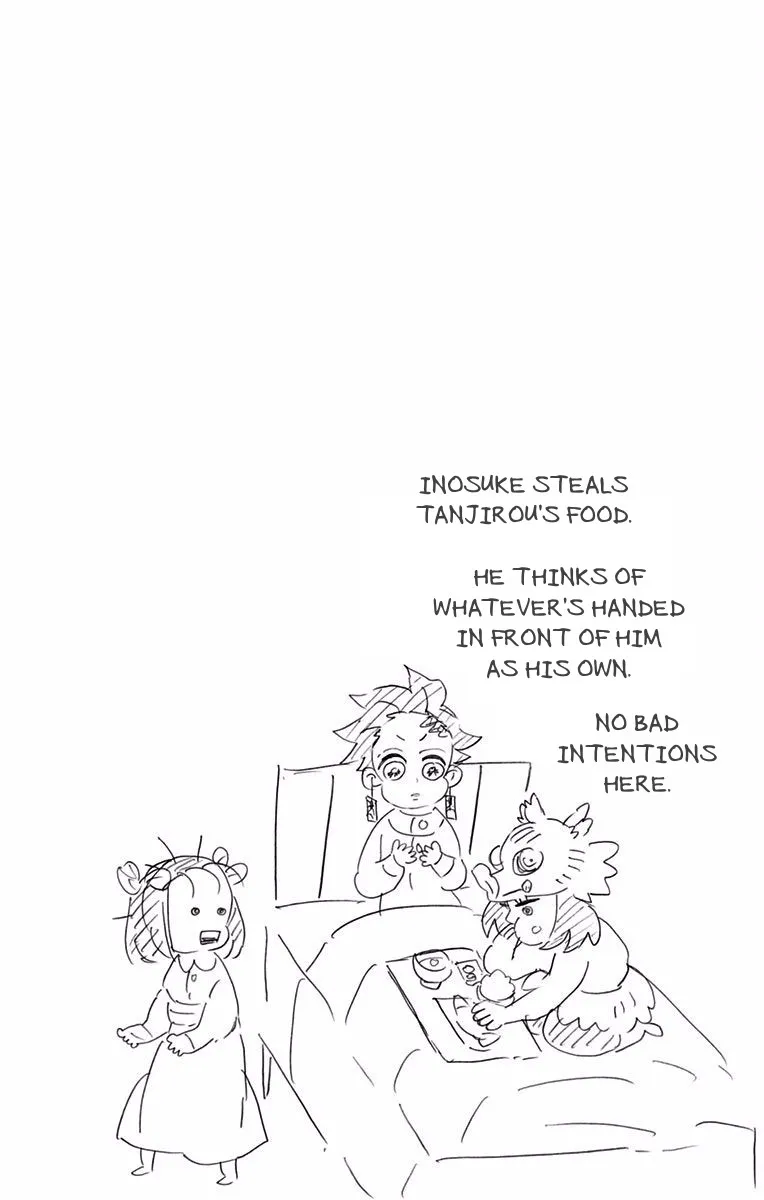 INOSUKE STEALS
TANJIROU'S FOOD.
HE THINKS OF
WHATEVER'S HANDED
IN FRONT OF HIM
AS HIS OWN.
NO BAD
INTENTIONS
HERE.